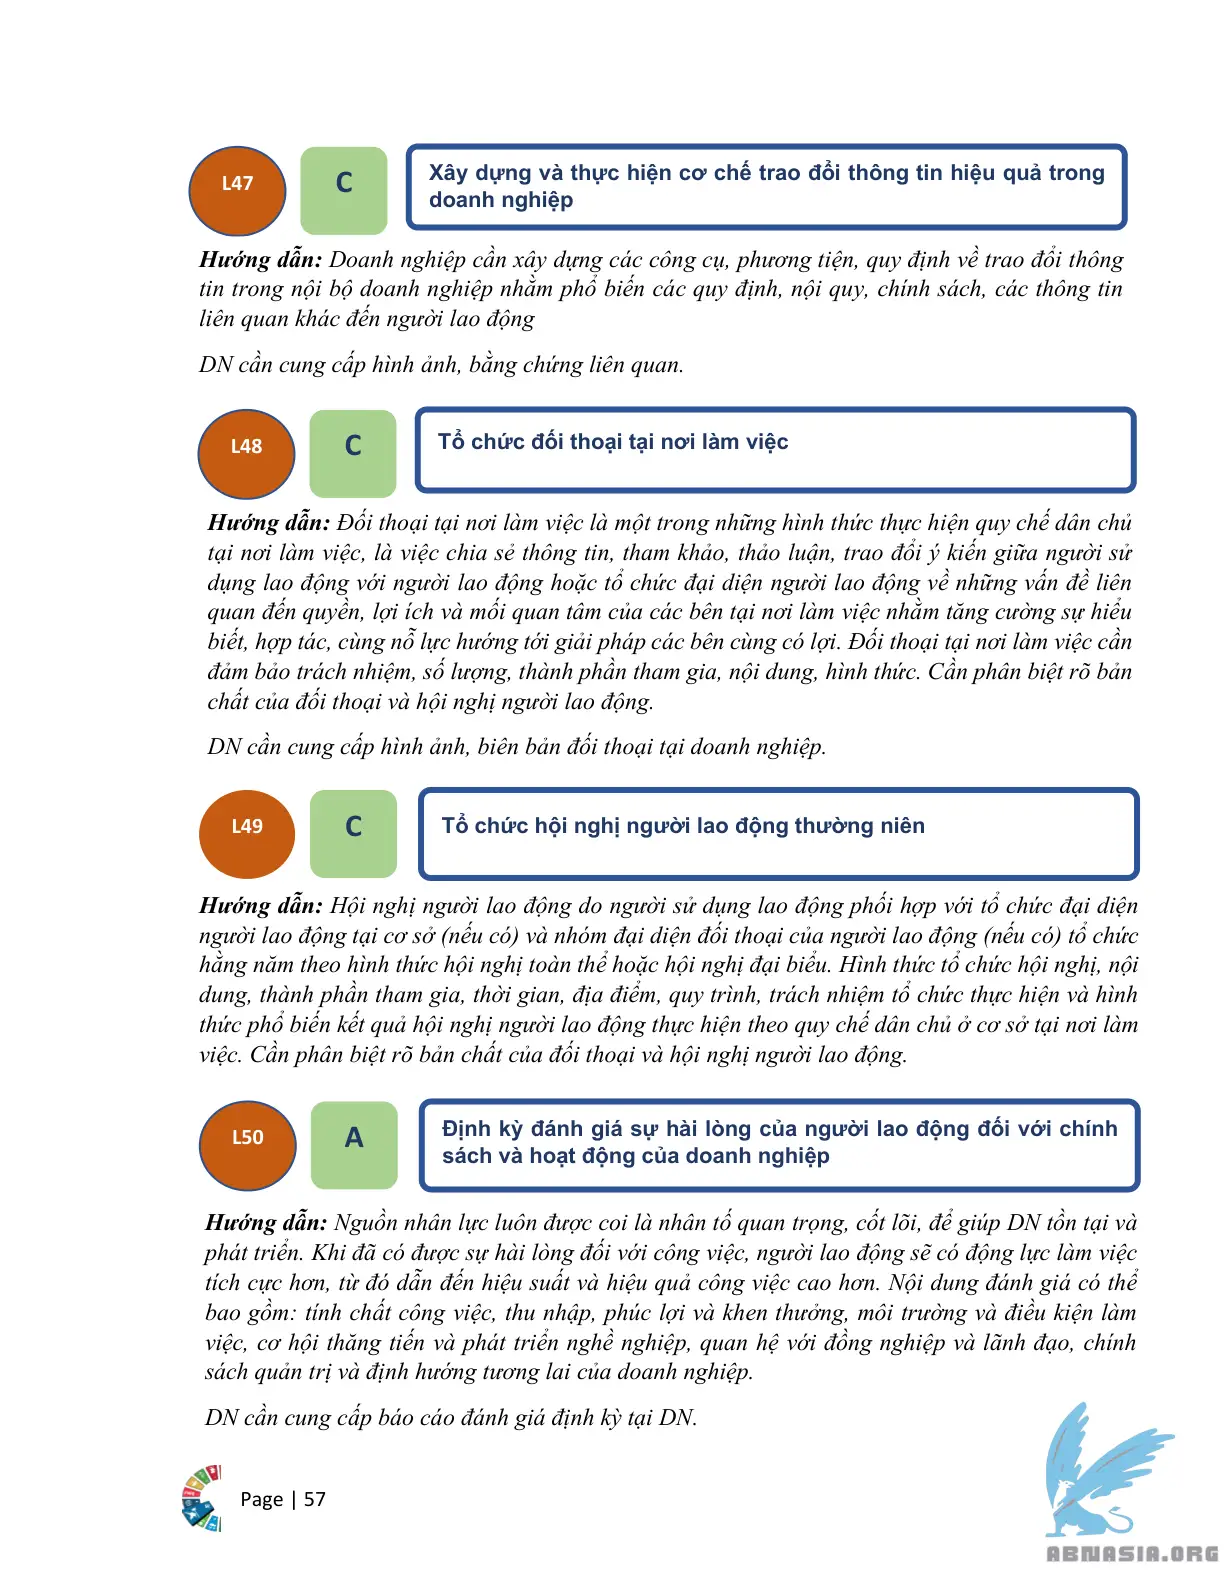 L47
C
Xây dựng và thực hiện cơ chế trao đổi thông tin hiệu quả trong
doanh nghiệp
Hướng dẫn: Doanh nghiệp cần xây dựng các công cụ, phương tiện, quy định về trao đổi thông
tin trong nội bộ doanh nghiệp nhằm phổ biến các quy định, nội quy, chính sách, các thông tin
liên quan khác đến người lao động
DN cần cung cấp hình ảnh, bằng chứng liên quan.
L48
C
Tổ chức đối thoại tại nơi làm việc
Hướng dẫn: Đối thoại tại nơi làm việc là một trong những hình thức thực hiện quy chế dân chủ
tại nơi làm việc, là việc chia sẻ thông tin, tham khảo, thảo luận, trao đổi ý kiến giữa người sử
dụng lao động với người lao động hoặc tổ chức đại diện người lao động về những vấn đề liên
quan đến quyền, lợi ích và mối quan tâm của các bên tại nơi làm việc nhằm tăng cường sự hiểu
biết, hợp tác, cùng nỗ lực hướng tới giải pháp các bên cùng có lợi. Đối thoại tại nơi làm việc cần
đảm bảo trách nhiệm, số lượng, thành phần tham gia, nội dung, hình thức. Cần phân biệt rõ bản
chất của đối thoại và hội nghị người lao động.
DN cần cung cấp hình ảnh, biên bản đối thoại tại doanh nghiệp.
L49
C
Tổ chức hội nghị người lao động thường niên
Hướng dẫn: Hội nghị người lao động do người sử dụng lao động phối hợp với tổ chức đại diện
người lao động tại cơ sở (nếu có) và nhóm đại diện đối thoại của người lao động (nếu có) tổ chức
hằng năm theo hình thức hội nghị toàn thể hoặc hội nghị đại biểu. Hình thức tổ chức hội nghị, nội
dung, thành phần tham gia, thời gian, địa điểm, quy trình, trách nhiệm tổ chức thực hiện và hình
thức phổ biến kết quả hội nghị người lao động thực hiện theo quy chế dân chủ ở cơ sở tại nơi làm
việc. Cần phân biệt rõ bản chất của đối thoại và hội nghị người lao động.
L50
A
Định kỳ đánh giá sự hài lòng của người lao động đối với chính
sách và hoạt động của doanh nghiệp
Hướng dẫn: Nguồn nhân lực luôn được coi là nhân tố quan trọng, cốt lõi, để giúp DN tồn tại và
phát triển. Khi đã có được sự hài lòng đối với công việc, người lao động sẽ có động lực làm việc
tích cực hơn, từ đó dẫn đến hiệu suất và hiệu quả công việc cao hơn. Nội dung đánh giá có thể
bao gồm: tính chất công việc, thu nhập, phúc lợi và khen thưởng, môi trường và điều kiện làm
việc, cơ hội thăng tiến và phát triển nghề nghiệp, quan hệ với đồng nghiệp và lãnh đạo, chính
sách quản trị và định hướng tương lai của doanh nghiệp.
DN cần cung cấp báo cáo đánh giá định kỳ tại DN.
Page | 57
ABNASIA.ORG